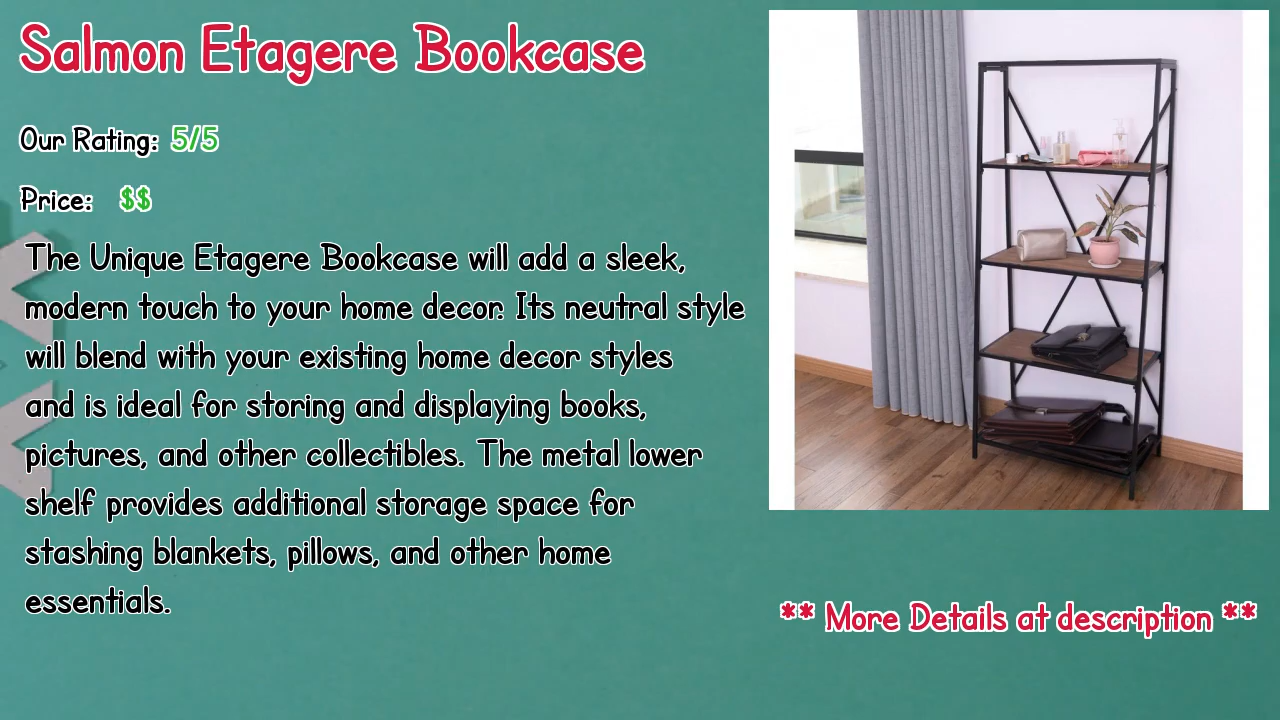 Salmon Etagere Bookcase
Our Rating: 5/5
Price: $$
The Unique Etagere Bookcase will add a sleek,
modern touch to your home decor. Its neutral style
will blend with your existing home decor styles
and is ideal for storing and displaying books,
pictures, and other collectibles. The metal lower
shelf provides additional storage space for
stashing blankets, pillows, and other home
essentials.
** More Details at description **